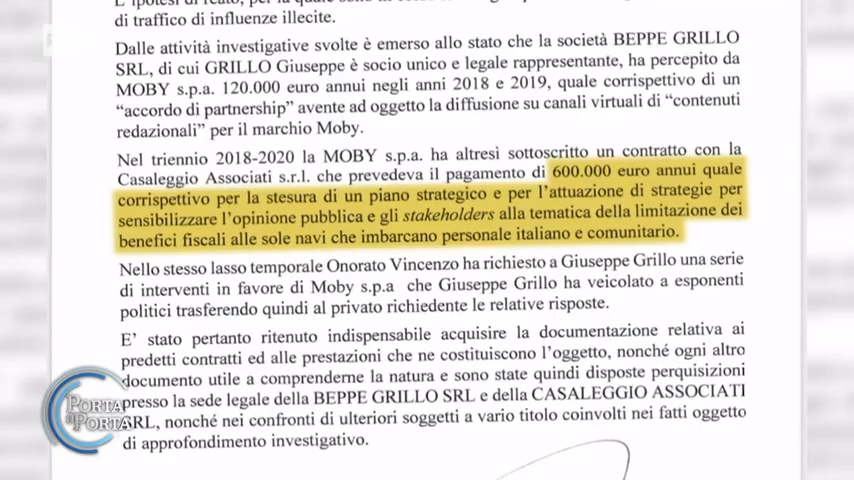 di traffico di influenze illecite.
Dalle attività investigative svolte è emerso allo stato che la società BEPPE GRILLO
SRL, di cui GRILLO Giuseppe è socio unico e legale rappresentante, ha percepito da
MOBY s.p.a. 120.000 euro annui negli anni 2018 e 2019, quale corrispettivo di un
“accordo di partnership” avente ad oggetto la diffusione su canali virtuali di “contenuti
redazionali” per il marchio Moby.
Nel triennio 2018-2020 la MOBY s.p.a. ha altresì sottoscritto un contratto con la
Casaleggio Associati s.r.l. che prevedeva il pagamento di 600.000 euro annui quale
corrispettivo per la stesura di un piano strategico e per l’attuazione di strategie per
sensibilizzare l’opinione pubblica e gli stakeholders alla tematica della limitazione dei
benefici fiscali alle sole navi che imbarcano personale italiano e comunitario.
Nello stesso lasso temporale Onorato Vincenzo ha richiesto a Giuseppe Grillo una serie
di interventi in favore di Moby s.p.a che Giuseppe Grillo ha veicolato a esponenti
politici trasferendo quindi al privato richiedente le relative risposte.
E’ stato pertanto ritenuto indispensabile acquisire la documentazione relativa ai
predetti contratti ed alle prestazioni che ne costituiscono l’oggetto, nonché ogni altro
documento utile a comprenderne la natura e sono state quindi disposte perquisizioni
presso la sede legale della BEPPE GRILLO SRL e della CASALEGGIO ASSOCIATI
SRL, nonché nei confronti di ulteriori soggetti a vario titolo coinvolti nei fatti oggetto
di approfondimento investigativo.
PORTA
a PORTA